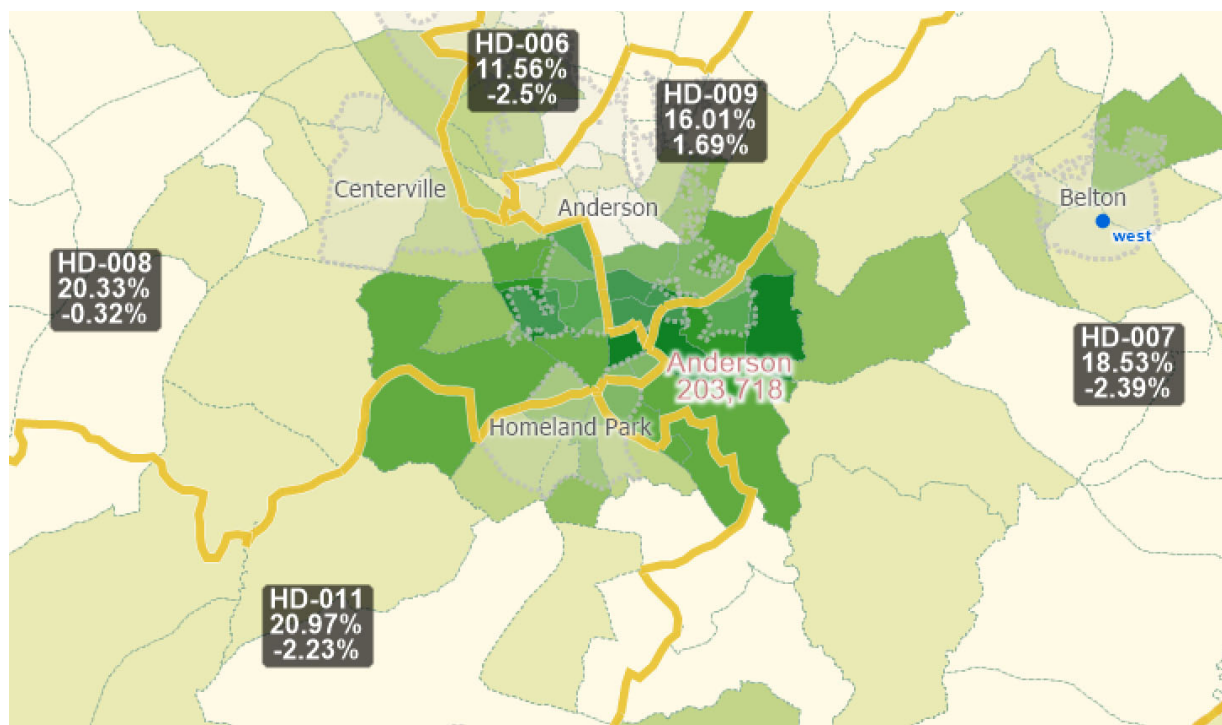 HD-006
11.56%
-2.5%
HD-009
16.01%
1.69%
Centerville
Anderson
Belton
west
HD-008
20.33%
-0.32%
HD-007
18.53%
-2.39%
Anderson
203,718
Homeland Park
HD-011
20.97%
-2.23%